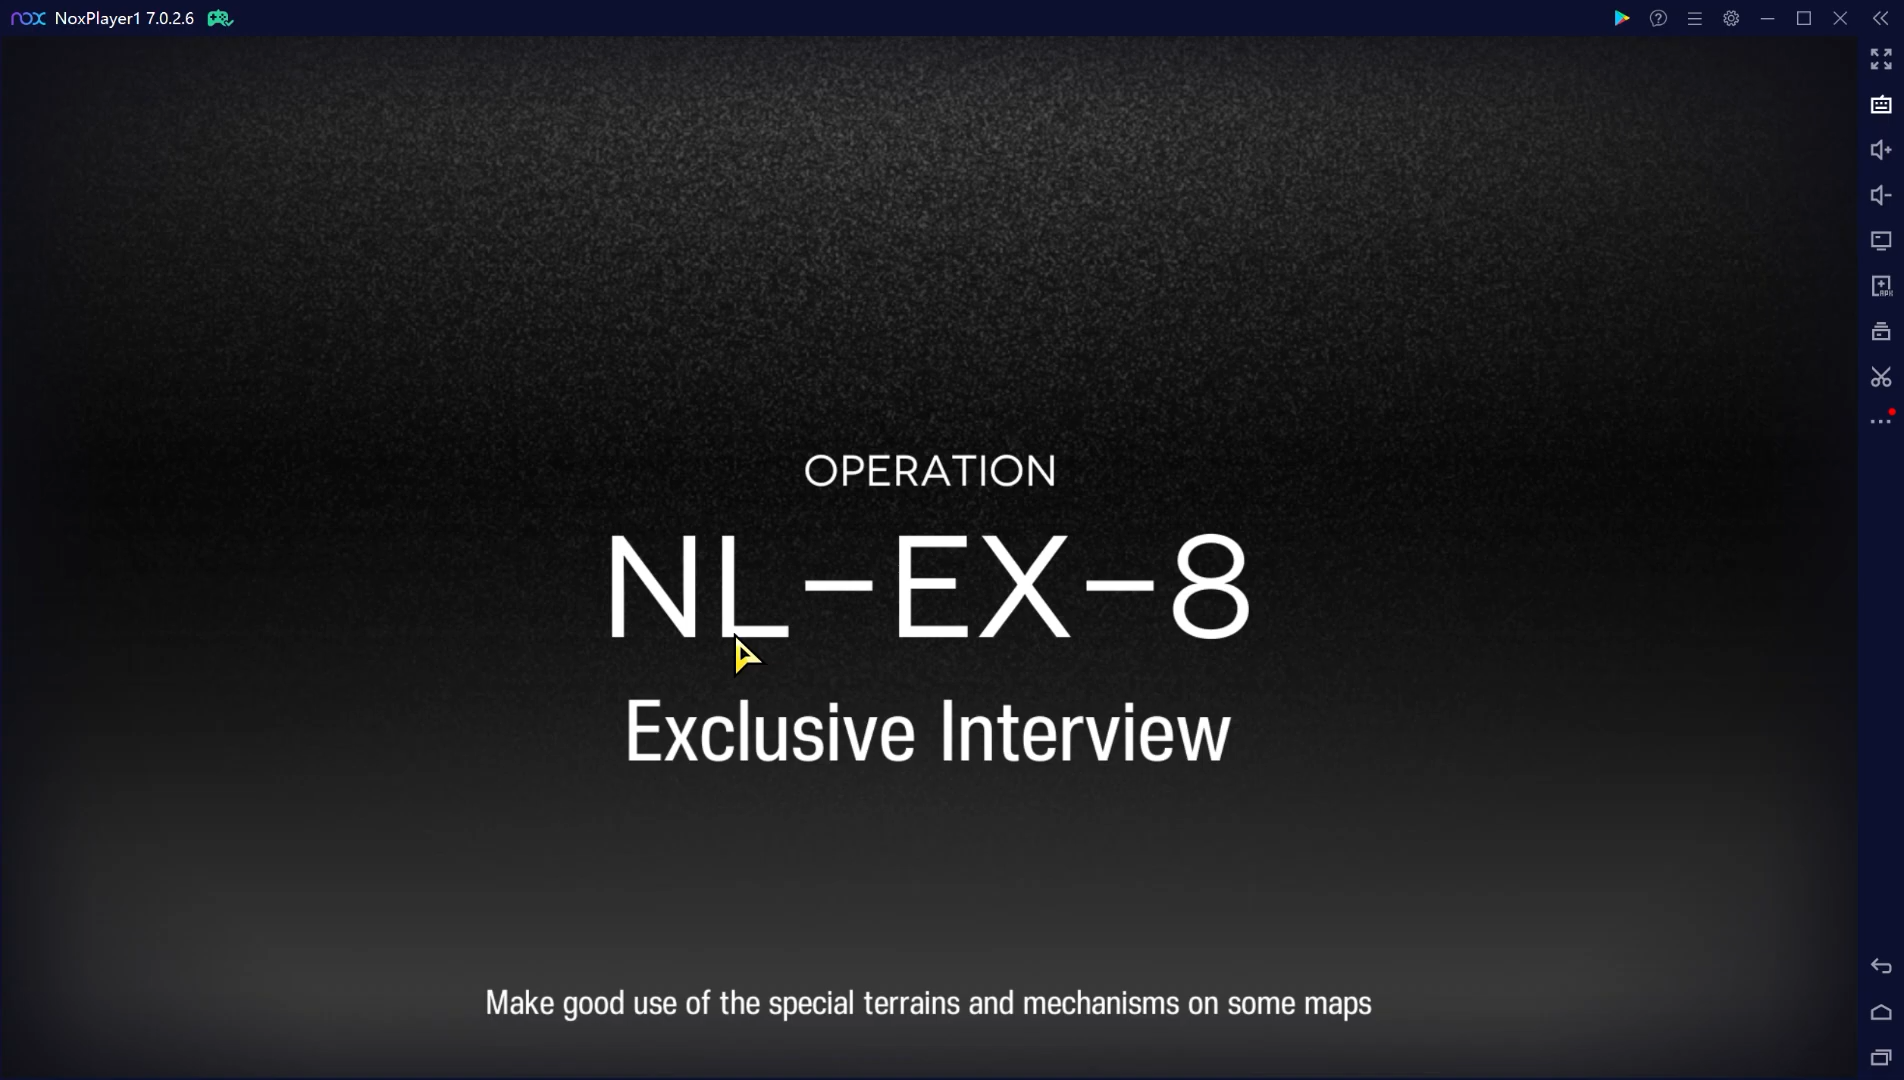 nox NoxPlayer1 7.0.2.6
OPERATION
NL-EX-8
Exclusive Interview
Make good use of the special terrains and mechanisms on some maps